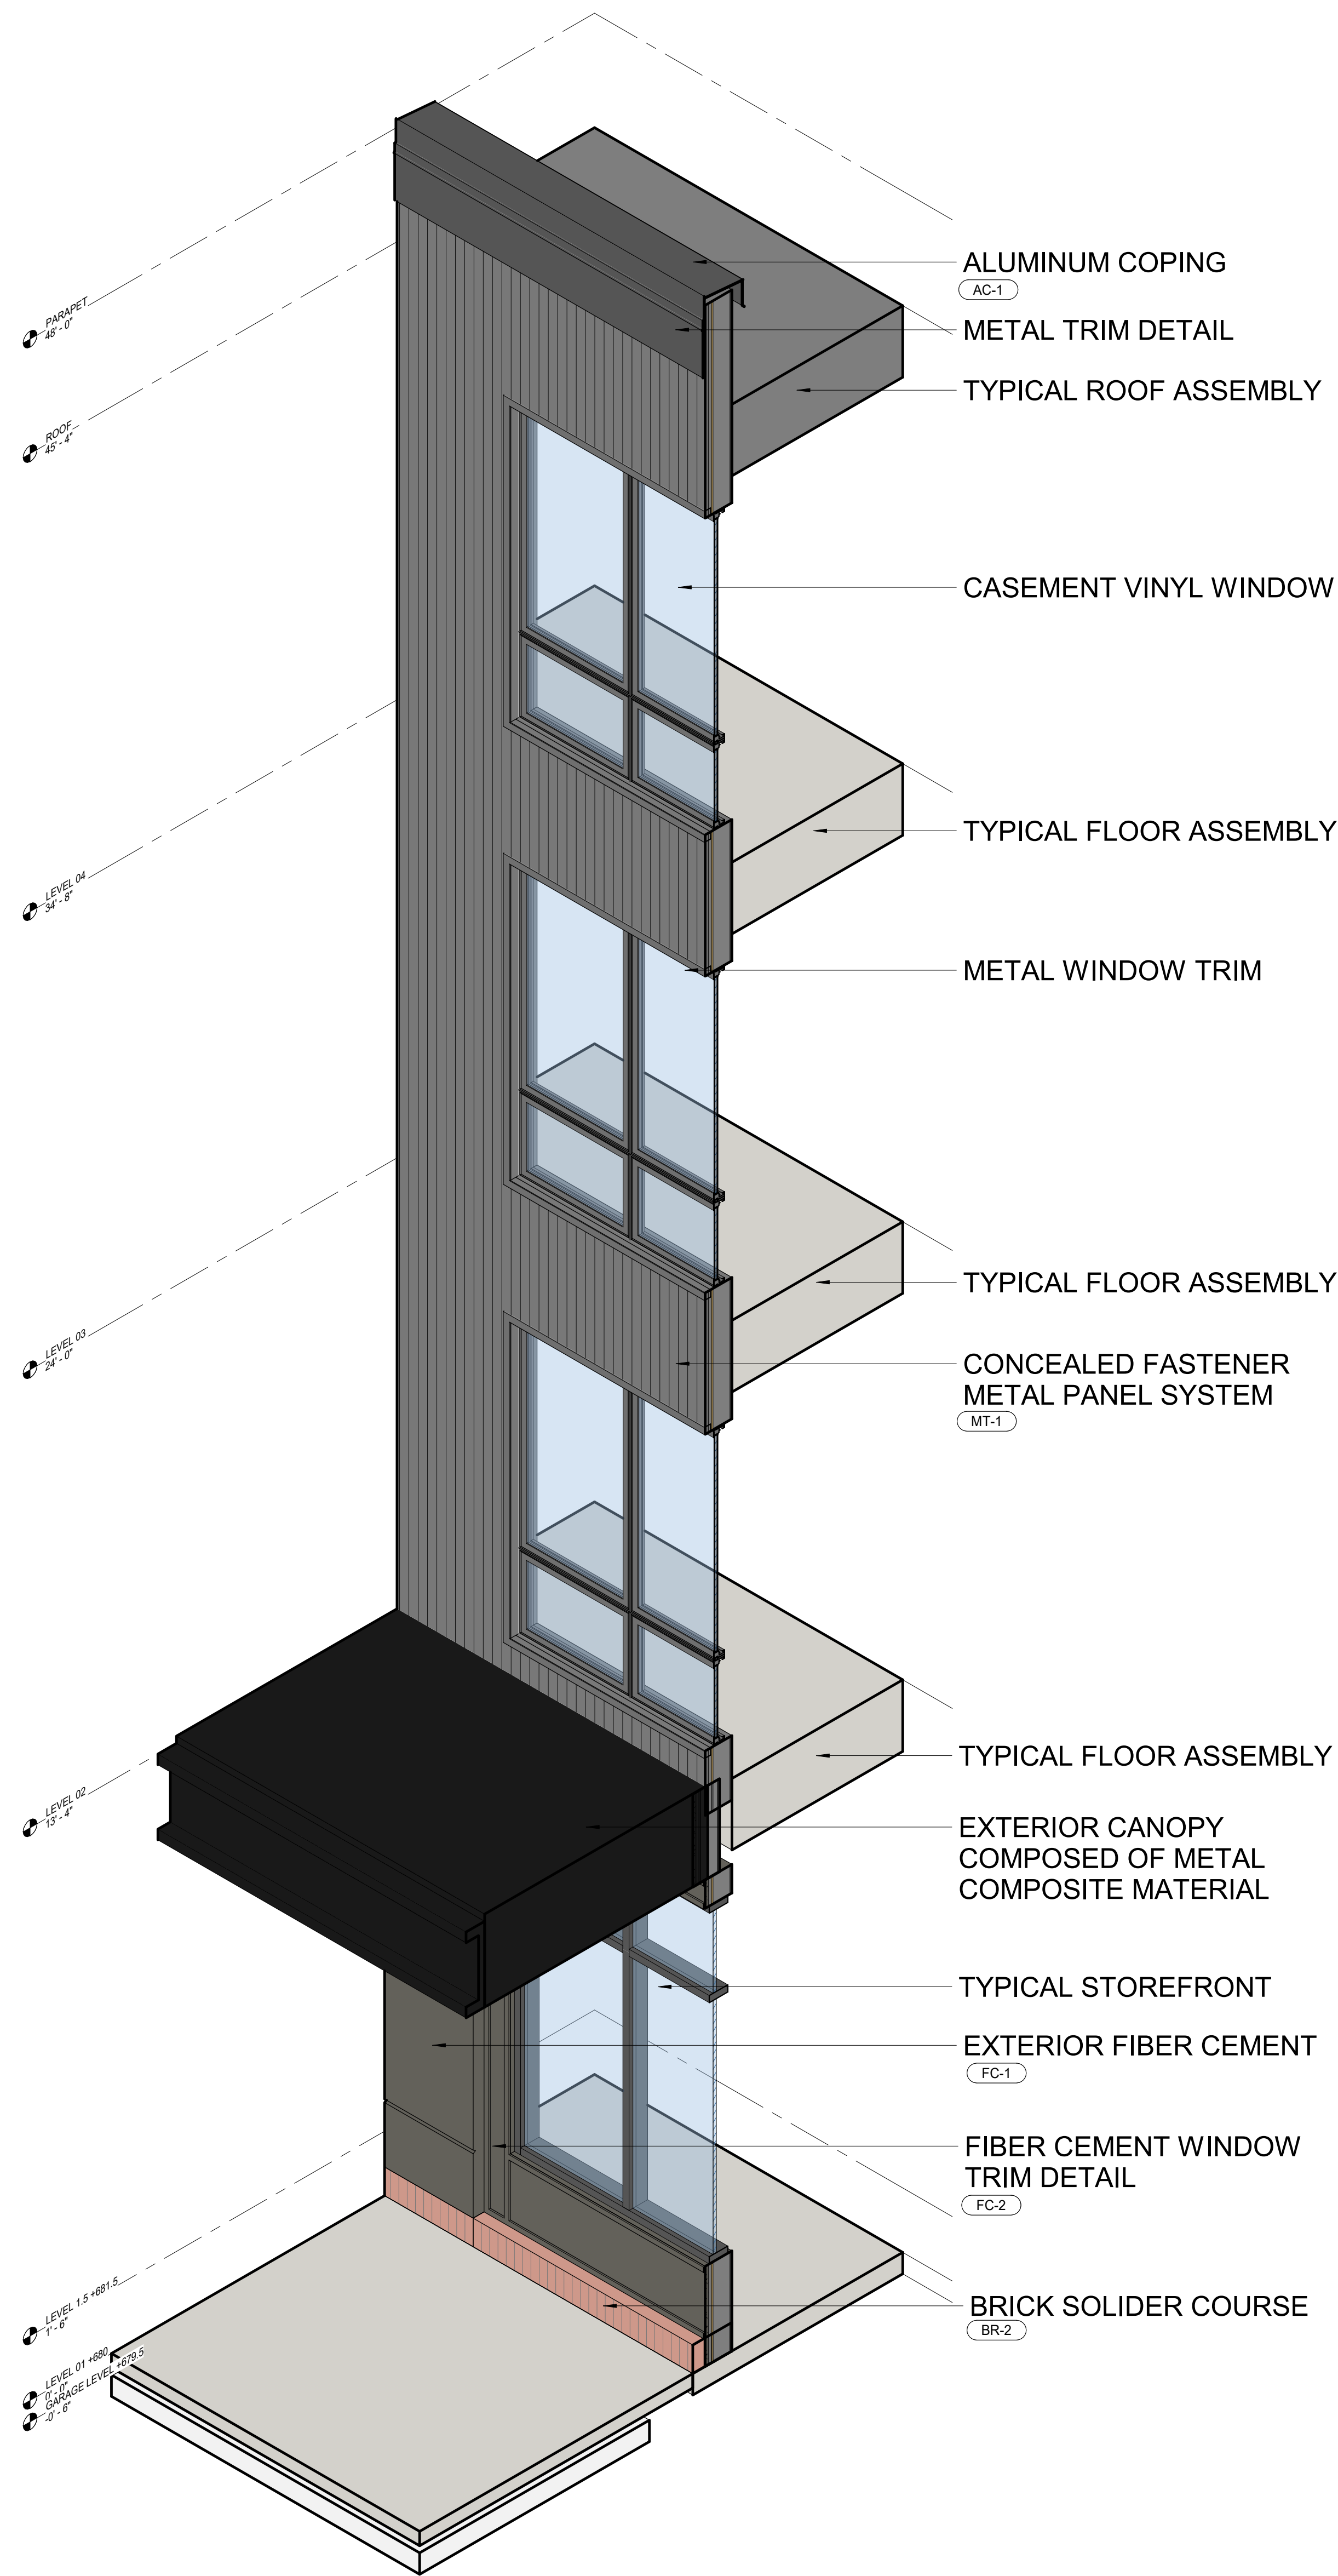 PARAPET
48' - 0"
ROOF
45' - 4"
LEVEL 04
34' - 8"
LEVEL 03
24' - 0"
LEVEL 02
13' - 4"
LEVEL 1.5 +681.5
1' - 6"
LEVEL 01 +680
0' - 0"
GARAGE LEVEL +679.5
-0' - 6"
ALUMINUM COPING
AC-1
METAL TRIM DETAIL
TYPICAL ROOF ASSEMBLY
CASEMENT VINYL WINDOW
TYPICAL FLOOR ASSEMBLY
METAL WINDOW TRIM
TYPICAL FLOOR ASSEMBLY
CONCEALED FASTENER
METAL PANEL SYSTEM
MT-1
TYPICAL FLOOR ASSEMBLY
EXTERIOR CANOPY
COMPOSED OF METAL
COMPOSITE MATERIAL
TYPICAL STOREFRONT
EXTERIOR FIBER CEMENT
FC-1
FIBER CEMENT WINDOW
TRIM DETAIL
FC-2
BRICK SOLIDER COURSE
BR-2